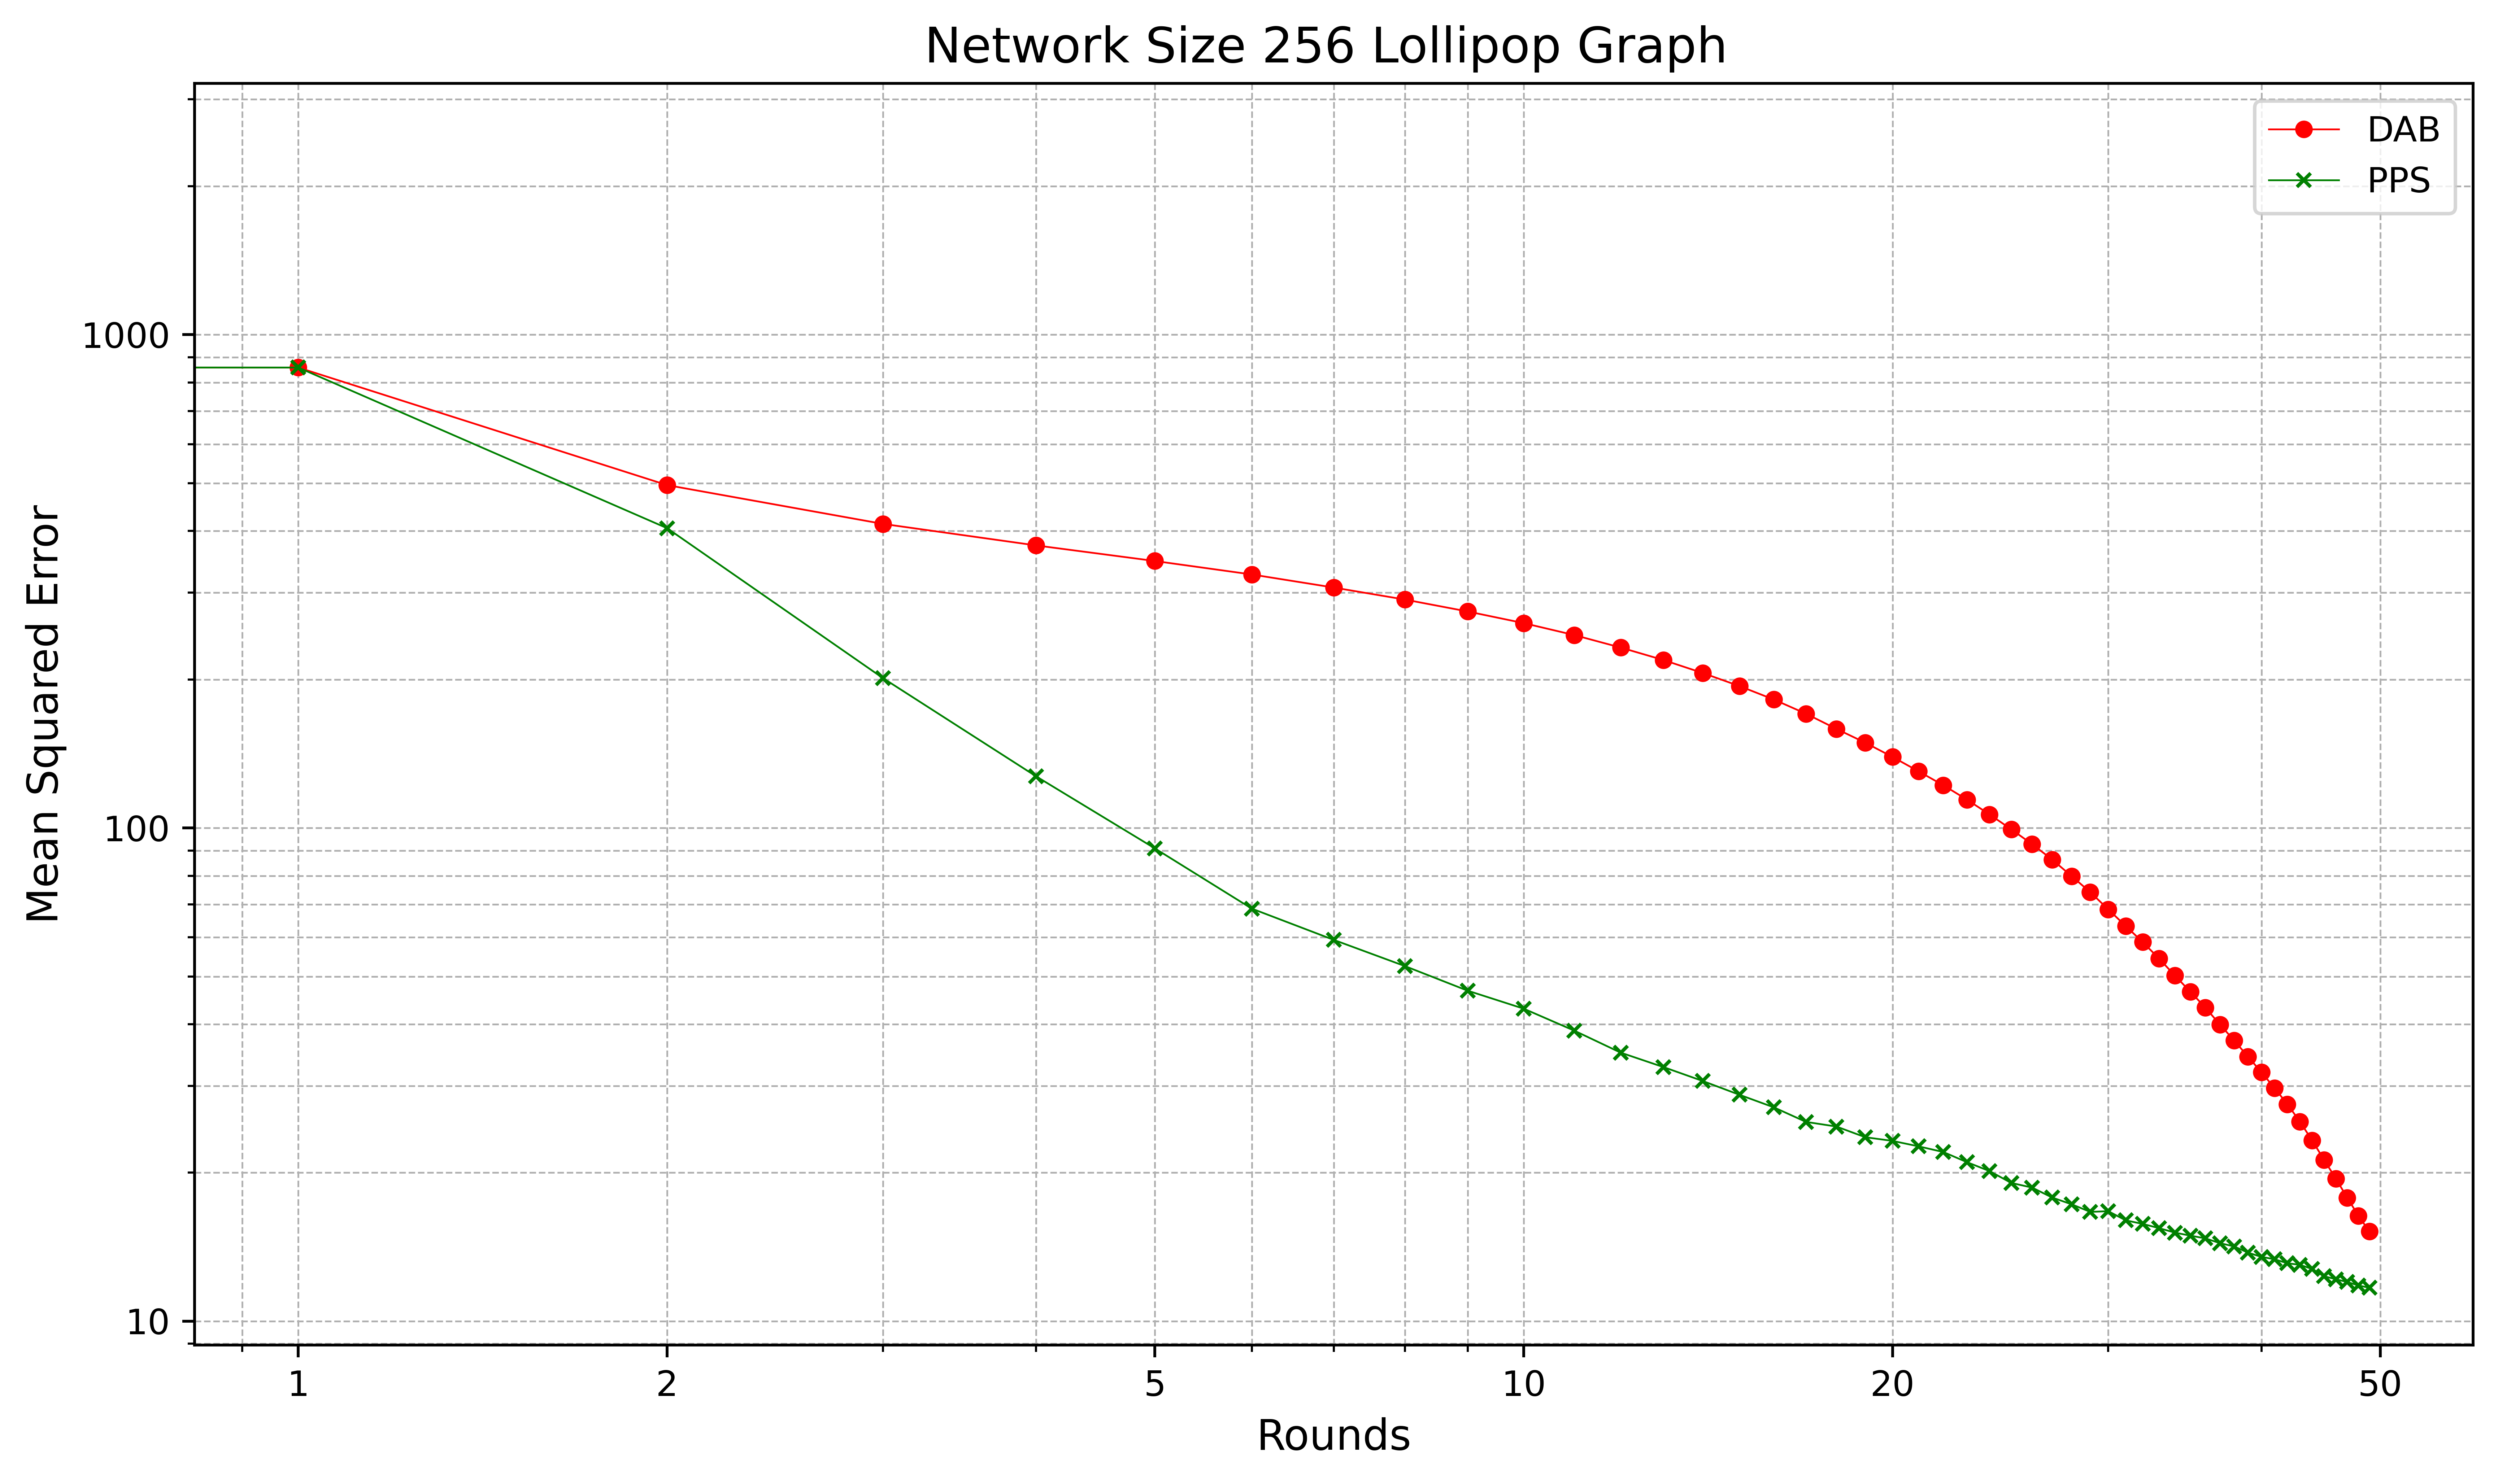 Network Size 256 Lollipop Graph
DAB
PPS
Mean Squared Error
1000
100
10
1 2 5 10 20 50
Rounds